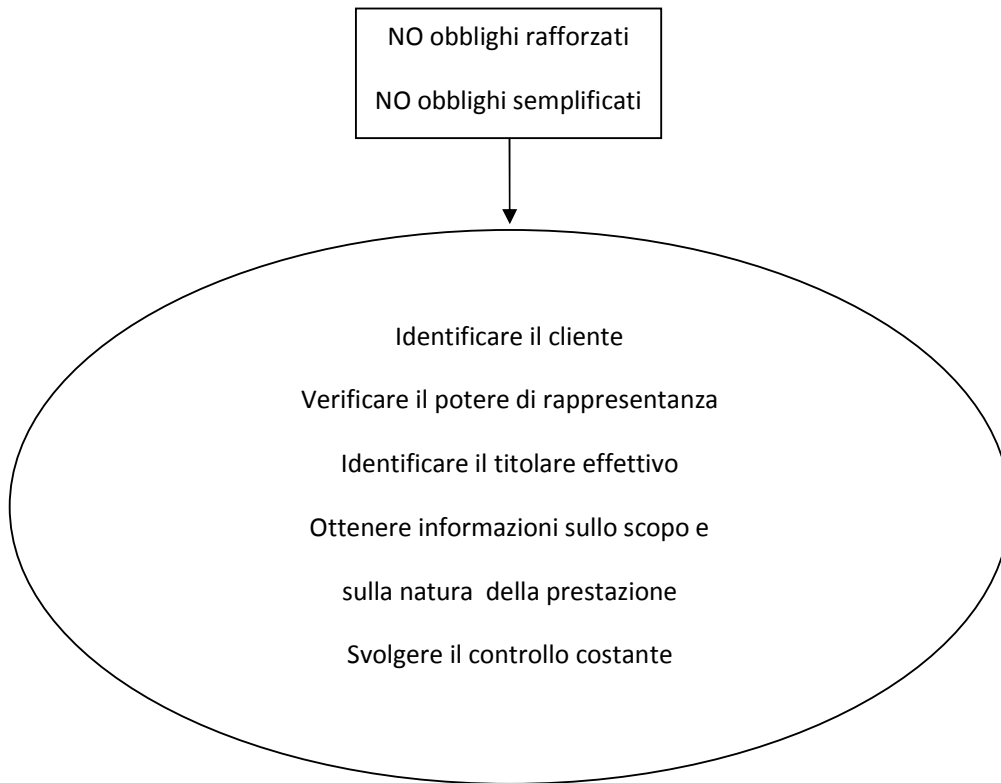 NO obblighi rafforzati
NO obblighi semplificati
Identificare il cliente
Verificare il potere di rappresentanza
Identificare il titolare effettivo
Ottenere informazioni sullo scopo e
sulla natura  della prestazione
Svolgere il controllo costante